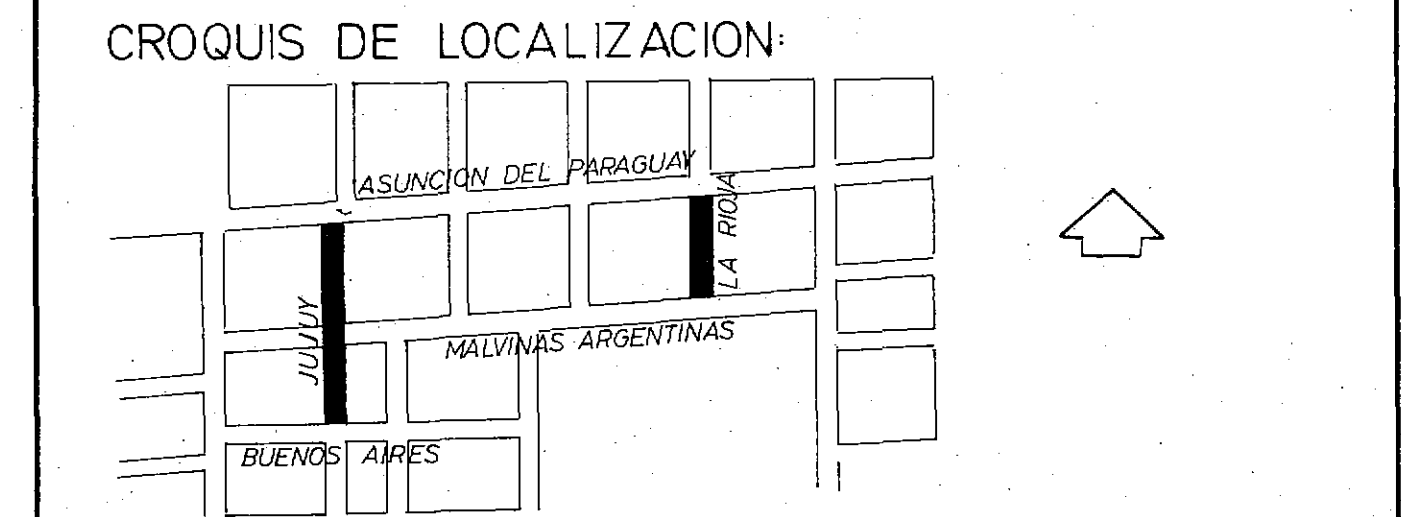 CROQUIS DE LOCALIZACION:
ASUNCION DEL PARAGUAY
LA RIOJA
JUJUY
MALVINAS ARGENTINAS
BUENOS AIRES